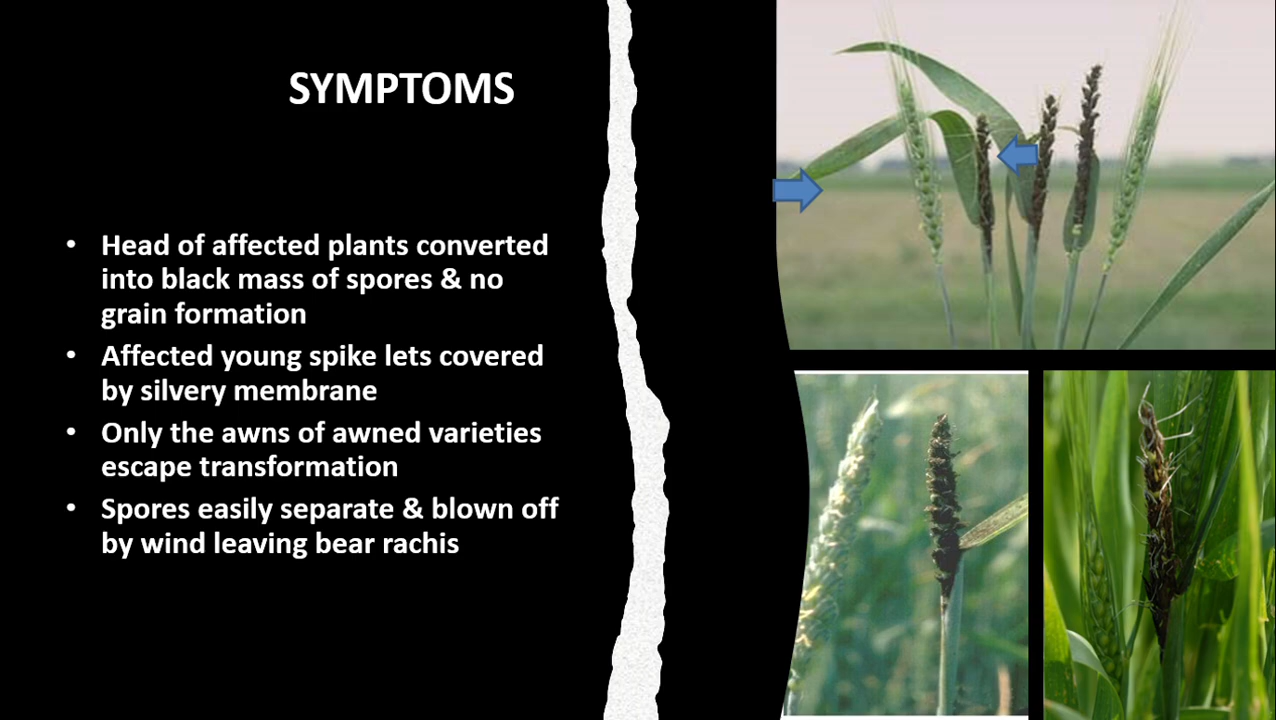 SYMPTOMS
• Head of affected plants converted
into black mass of spores & no
grain formation
• Affected young spike lets covered
by silvery membrane
• Only the awns of awned varieties
escape transformation
• Spores easily separate & blown off
by wind leaving bear rachis